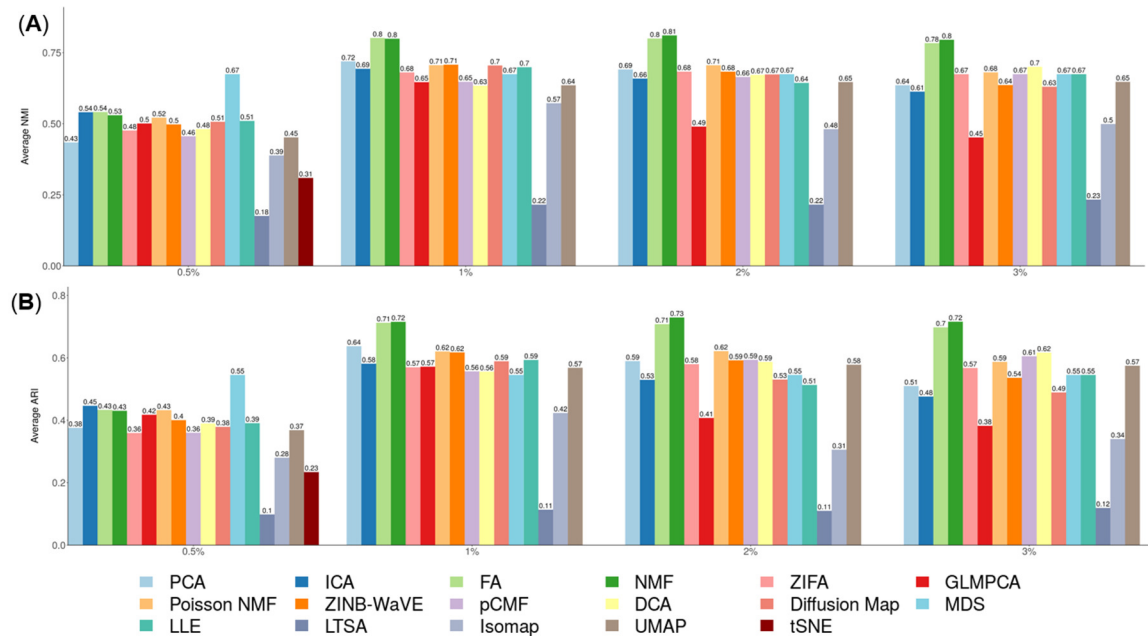 (A)
Average NMI
0.75
0.50
0.25
0.00
0.43 0.54 0.54 0.53 0.48 0.5 0.52 0.5 0.46 0.48 0.51 0.67 0.51 0.18 0.39 0.45 0.31
0.72 0.69 0.8 0.8 0.68 0.65 0.71 0.71 0.65 0.63 0.7 0.67 0.7 0.22 0.57 0.64
0.69 0.66 0.8 0.81 0.68 0.49 0.71 0.68 0.66 0.67 0.67 0.67 0.64 0.22 0.48 0.65
0.64 0.61 0.78 0.8 0.67 0.45 0.68 0.64 0.67 0.7 0.63 0.67 0.67 0.23 0.5 0.65
0.5% 1% 2% 3%
(B)
Average ARI
0.8
0.6
0.4
0.2
0.0
0.38 0.45 0.43 0.43 0.36 0.42 0.43 0.4 0.36 0.39 0.38 0.55 0.39 0.1 0.28 0.37 0.23
0.64 0.58 0.71 0.72 0.57 0.57 0.62 0.62 0.56 0.56 0.59 0.55 0.59 0.11 0.42 0.57
0.59 0.53 0.71 0.73 0.58 0.41 0.62 0.59 0.59 0.59 0.53 0.55 0.51 0.11 0.31 0.58
0.51 0.48 0.7 0.72 0.57 0.38 0.59 0.54 0.61 0.62 0.49 0.55 0.55 0.12 0.34 0.57
0.5% 1% 2% 3%
PCA ICA FA NMF ZIFA GLMPCA
Poisson NMF ZINB-WaVE pCMF DCA Diffusion Map MDS
LLE LTSA Isomap UMAP tSNE